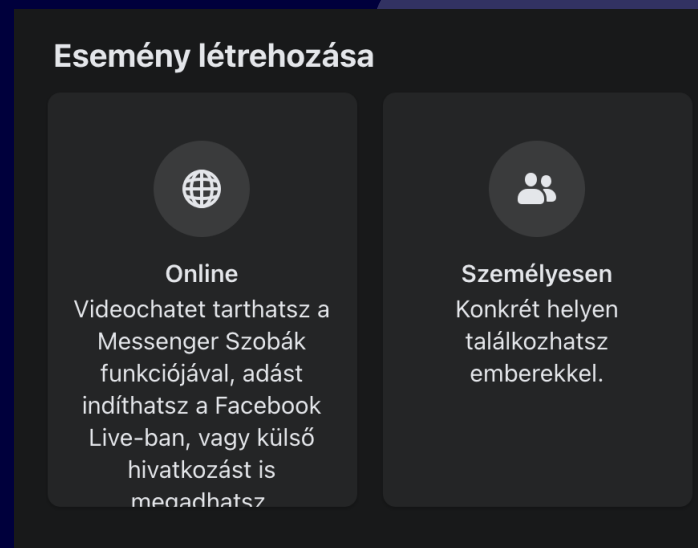 Esemény létrehozása
Online
Videochatet tarthatsz a
Messenger Szobák
funkciójával, adást
indíthatsz a Facebook
Live-ban, vagy külső
hivatkozást is
megadhatsz
Személyesen
Konkrét helyen
találkozhatsz
emberekkel.